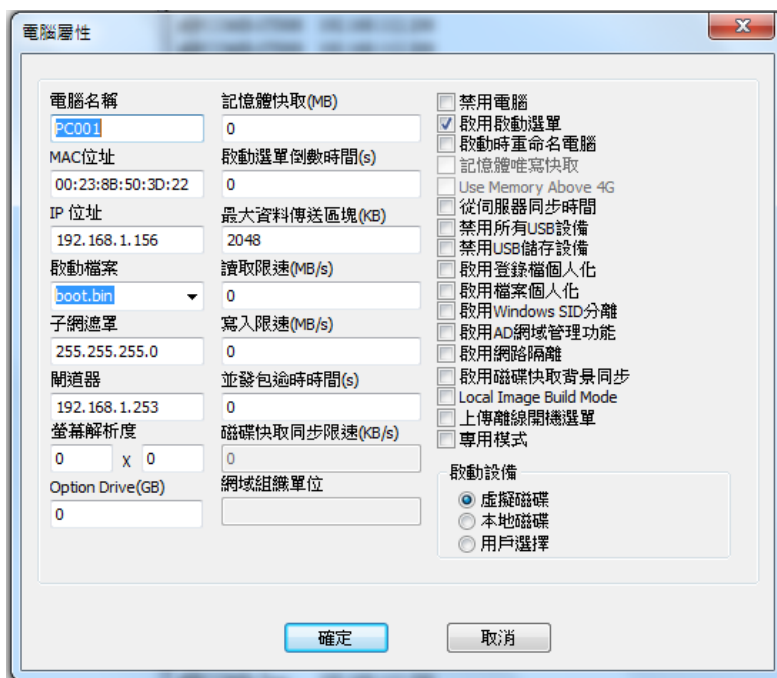 電腦屬性
電腦名稱
PC001
MAC位址
00:23:8B:50:3D:22
IP 位址
192.168.1.156
啟動檔案
boot.bin
子網遮罩
255.255.255.0
閘道器
192.168.1.253
螢幕解析度
0 x 0
Option Drive(GB)
0
記憶體快取(MB)
0
啟動選單倒數時間(s)
0
最大資料傳送區塊(KB)
2048
讀取限速(MB/s)
0
寫入限速(MB/s)
0
並發包逾時時間(s)
0
磁碟快取同步限速(KB/s)
0
網域組織單位
禁用電腦
啟用啟動選單
啟動時重命名電腦
記憶體唯寫快取
Use Memory Above 4G
從伺服器同步時間
禁用所有USB設備
禁用USB儲存設備
啟用登錄檔個人化
啟用檔案個人化
啟用Windows SID分離
啟用AD網域管理功能
啟用網路隔離
啟用磁碟快取背景同步
Local Image Build Mode
上傳離線開機選單
專用模式
啟動設備
虛擬磁碟
本地磁碟
用戶選擇
確定
取消